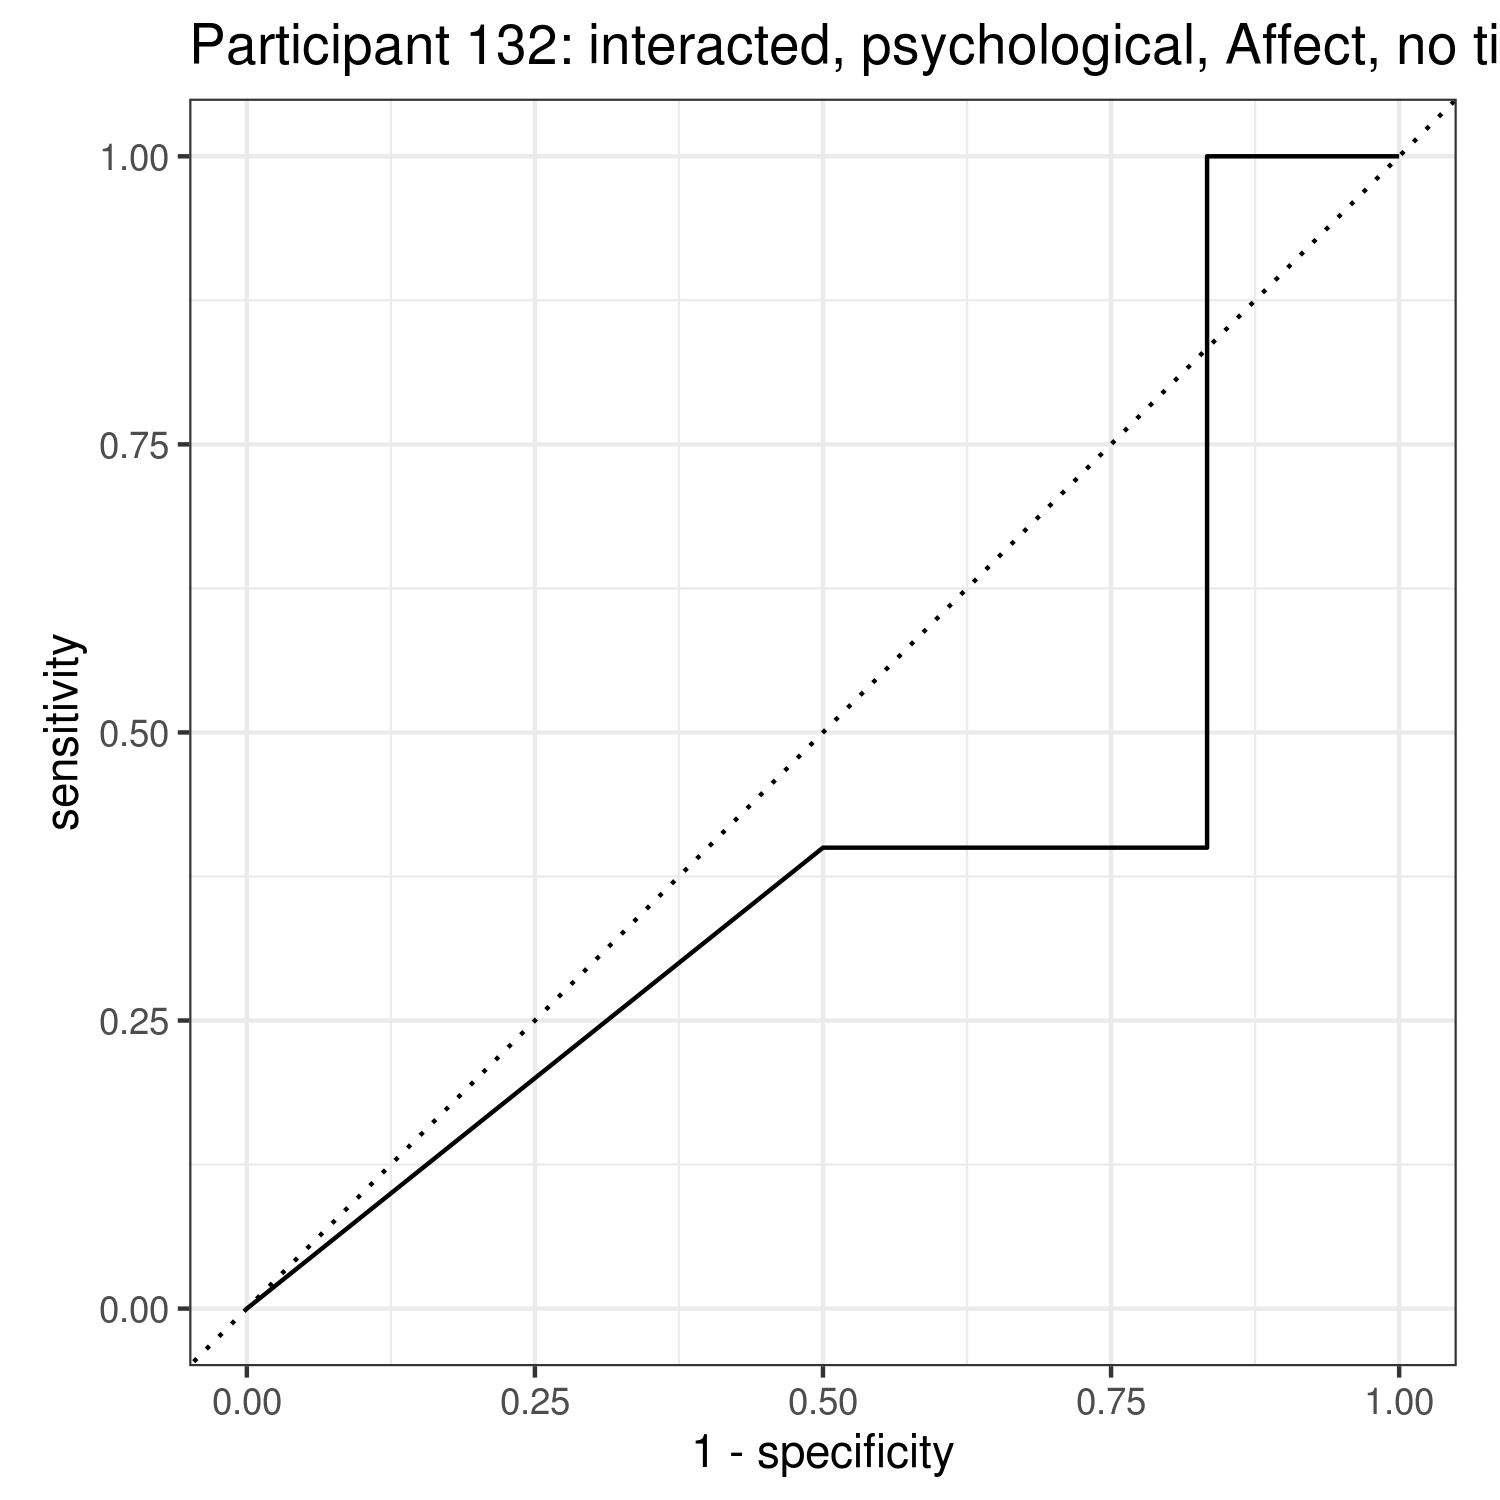 Participant 132: interacted, psychological, Affect, no ti
1.00
0.75
0.50
0.25
0.00
sensitivity
0.00 0.25 0.50 0.75 1.00
1 - specificity